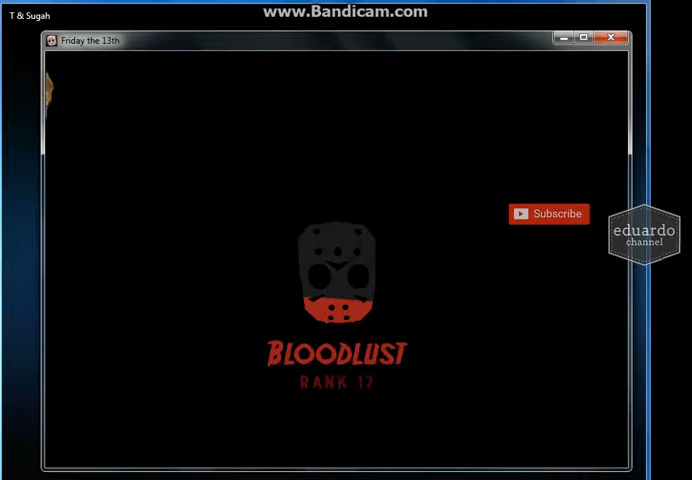 www.Bandicam.com
T & Sugah
Friday the 13th
Subscribe
eduardo
channel
BLOODLUST
RANK 17